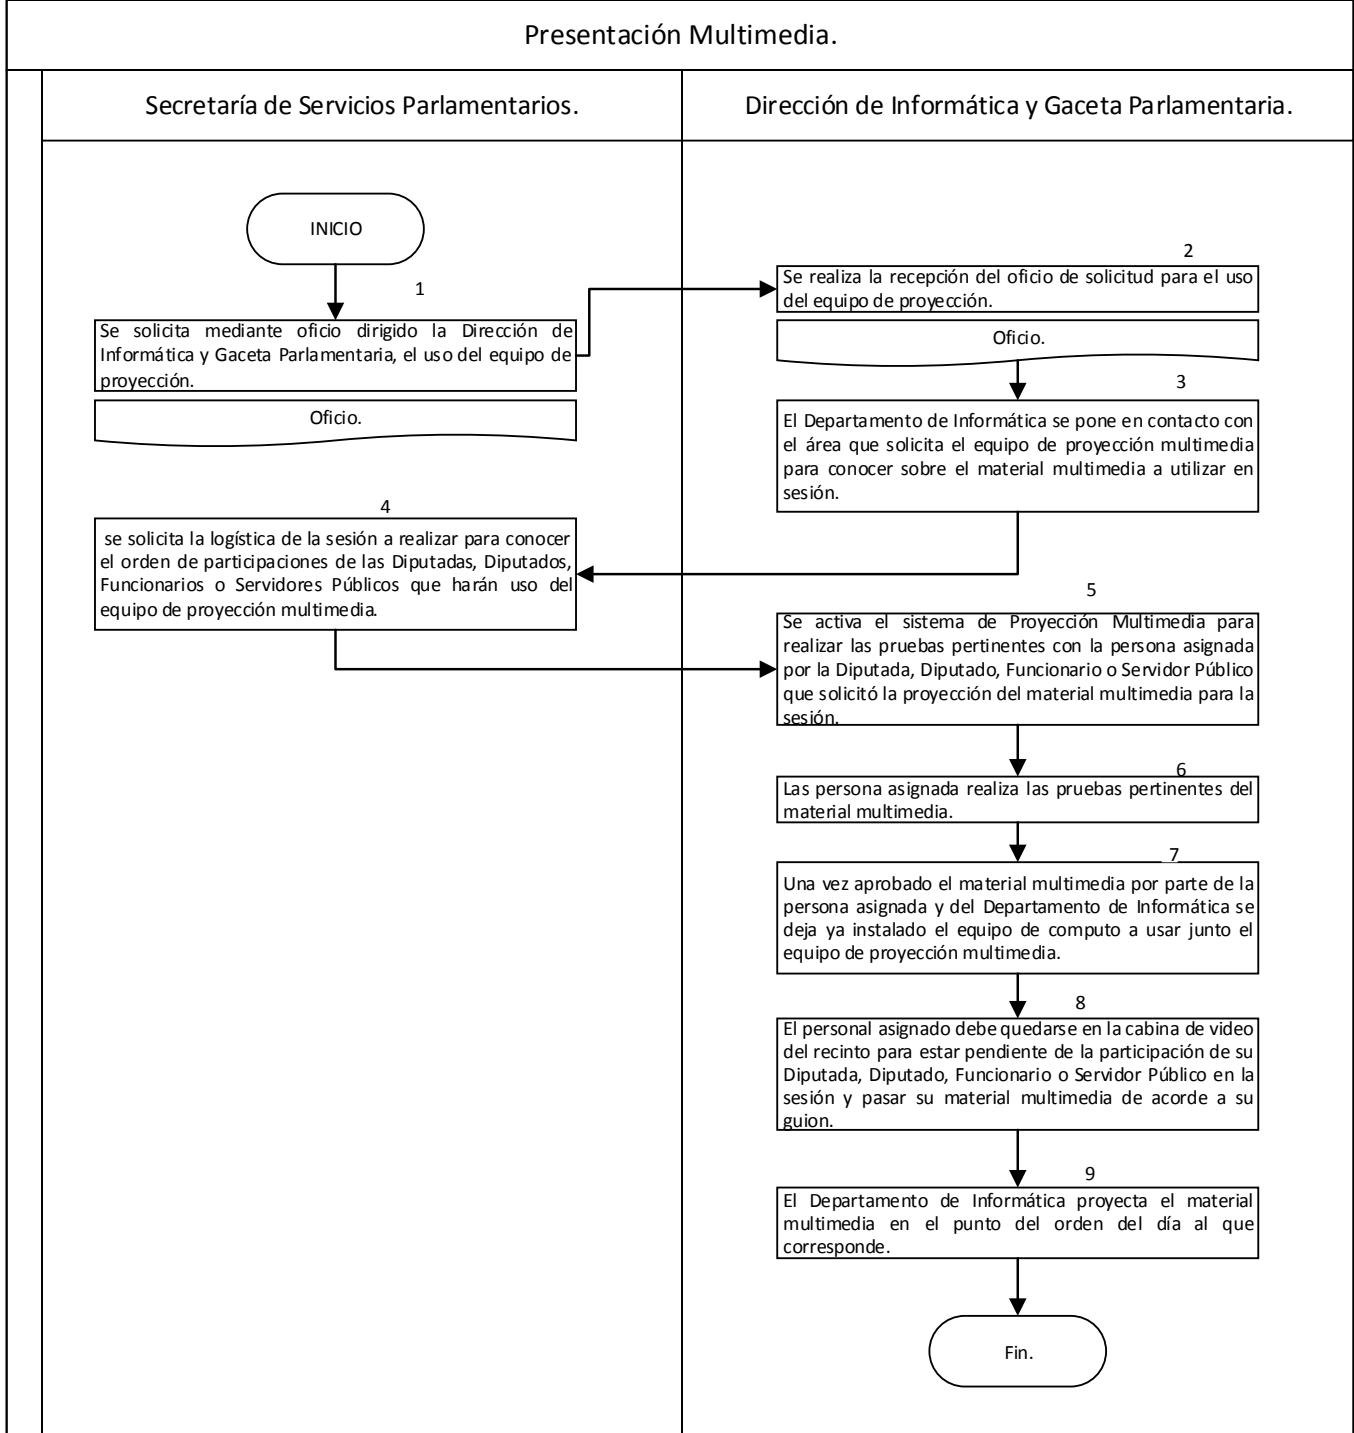 Presentación Multimedia.
Secretaría de Servicios Parlamentarios.
Dirección de Informática y Gaceta Parlamentaria.
INICIO
1
Se solicita mediante oficio dirigido la Dirección de
Informática y Gaceta Parlamentaria, el uso del equipo de
proyección.
Oficio.
2
Se realiza la recepción del oficio de solicitud para el uso
del equipo de proyección.
Oficio.
3
El Departamento de Informática se pone en contacto con
el área que solicita el equipo de proyección multimedia
para conocer sobre el material multimedia a utilizar en
sesión.
4
se solicita la logística de la sesión a realizar para conocer
el orden de participaciones de las Diputadas, Diputados,
Funcionarios o Servidores Públicos que harán uso del
equipo de proyección multimedia.
5
Se activa el sistema de Proyección Multimedia para
realizar las pruebas pertinentes con la persona asignada
por la Diputada, Diputado, Funcionario o Servidor Público
que solicitó la proyección del material multimedia para la
sesión.
6
Las persona asignada realiza las pruebas pertinentes del
material multimedia.
7
Una vez aprobado el material multimedia por parte de la
persona asignada y del Departamento de Informática se
deja ya instalado el equipo de computo a usar junto el
equipo de proyección multimedia.
8
El personal asignado debe quedarse en la cabina de video
del recinto para estar pendiente de la participación de su
Diputada, Diputado, Funcionario o Servidor Público en la
sesión y pasar su material multimedia de acorde a su
guion.
9
El Departamento de Informática proyecta el material
multimedia en el punto del orden del día al que
corresponde.
Fin.